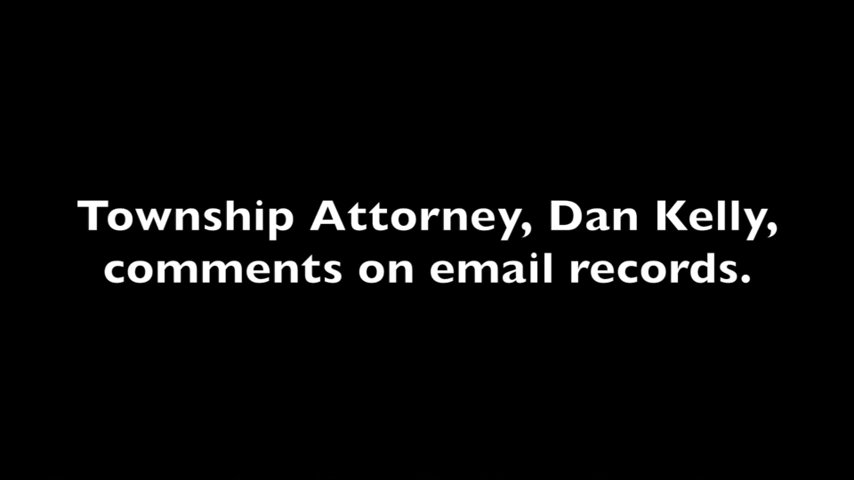 Township Attorney, Dan Kelly,
comments on email records.